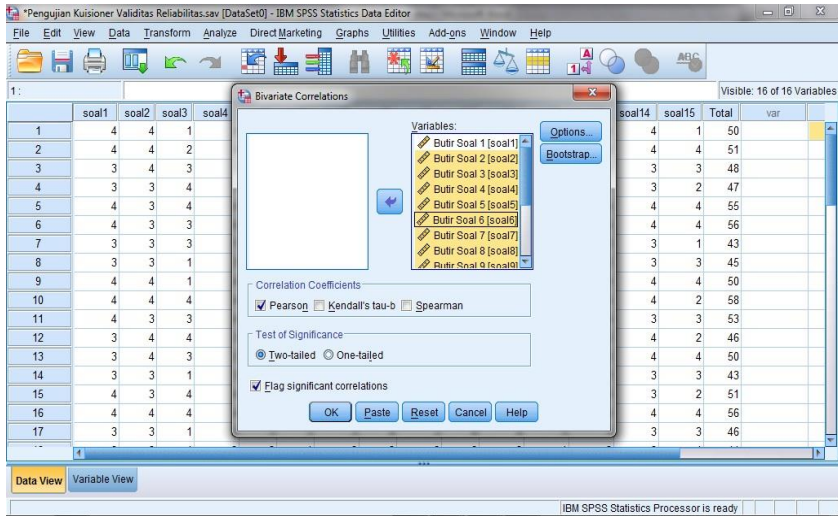 *Pengujian Kuisioner Validitas Reliabilitas.sav [DataSet0] - IBM SPSS Statistics Data Editor
File Edit View Data Transform Analyze Direct Marketing Graphs Utilities Add-ons Window Help
1 :
Visible: 16 of 16 Variables
soal1 soal2 soal3 soal4 soal14 soal15 Total var
1 4 4 1 4 1 50
2 4 4 2 4 4 51
3 3 4 3 3 3 48
4 3 3 4 3 2 47
5 4 3 4 4 4 55
6 4 3 3 4 4 56
7 3 3 3 3 1 43
8 3 3 1 3 3 45
9 4 4 1 4 4 50
10 4 4 4 4 2 58
11 4 3 3 3 3 53
12 3 4 4 4 2 46
13 3 4 3 4 4 50
14 3 3 1 3 3 43
15 4 3 4 3 2 51
16 4 4 4 4 4 56
17 3 3 1 3 3 46
Bivariate Correlations
Variables:
Butir Soal 1 [soal1]
Butir Soal 2 [soal2]
Butir Soal 3 [soal3]
Butir Soal 4 [soal4]
Butir Soal 5 [soal5]
Butir Soal 6 [soal6]
Butir Soal 7 [soal7]
Butir Soal 8 [soal8]
Butir Soal 9 [soal9]
Options...
Bootstrap...
Correlation Coefficients
Pearson Kendall's tau-b Spearman
Test of Significance
Two-tailed One-tailed
Flag significant correlations
OK Paste Reset Cancel Help
Data View Variable View
IBM SPSS Statistics Processor is ready